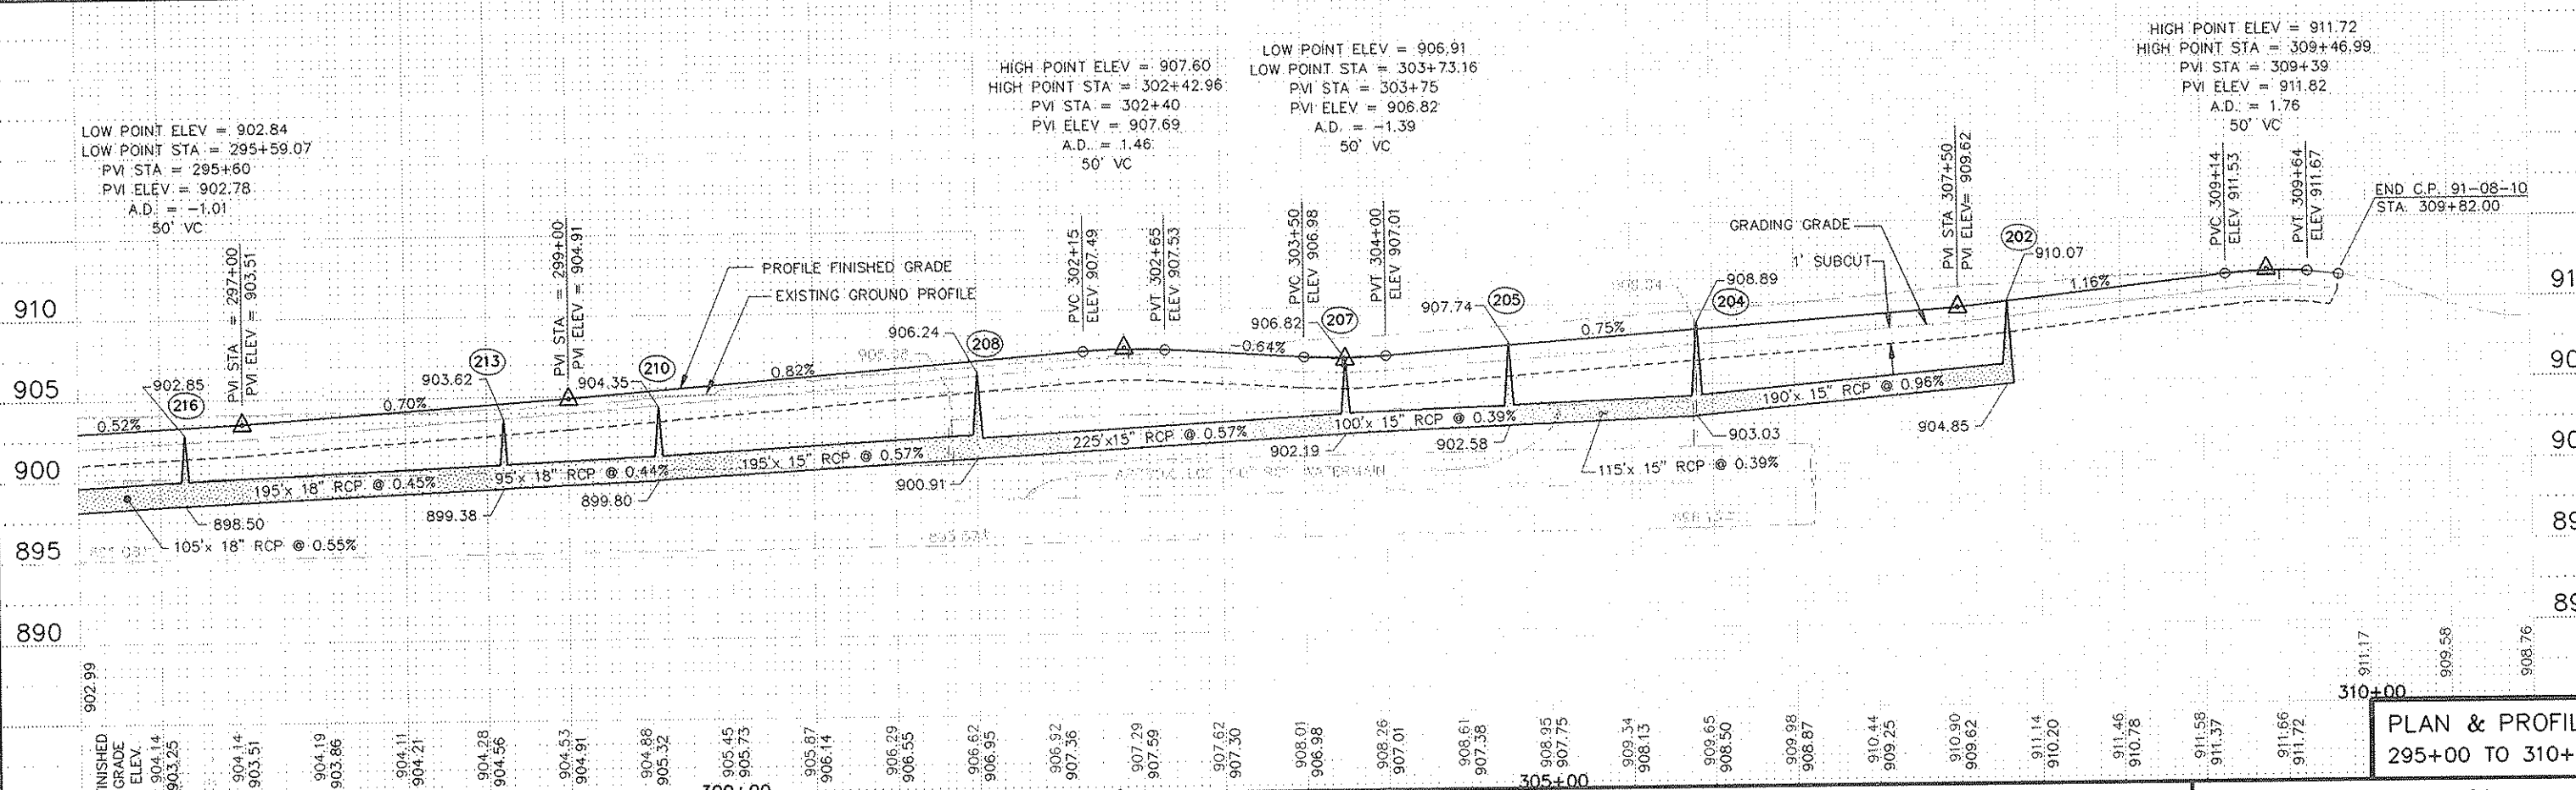 LOW POINT ELEV = 902.84
LOW POINT STA = 295+59.07
PVI STA = 295+60
PVI ELEV = 902.78
A.D. = -1.01
50' VC
PVI STA = 297+00
PVI ELEV = 903.51
PVI STA = 299+00
PVI ELEV = 904.91
HIGH POINT ELEV = 907.60
HIGH POINT STA = 302+42.96
PVI STA = 302+40
PVI ELEV = 907.69
A.D. = 1.46
50' VC
PVC 302+15
ELEV 907.49
PVT 302+65
ELEV 907.53
LOW POINT ELEV = 906.91
LOW POINT STA = 303+73.16
PVI STA = 303+75
PVI ELEV = 906.82
A.D. = -1.39
50' VC
PVC 303+50
ELEV 906.98
PVT 304+00
ELEV 907.01
HIGH POINT ELEV = 911.72
HIGH POINT STA = 309+46.99
PVI STA = 309+39
PVI ELEV = 911.82
A.D. = 1.76
50' VC
PVI STA 307+50
PVI ELEV= 909.62
PVC 309+14
ELEV 911.53
PVT 309+64
ELEV 911.67
END C.P. 91-08-10
STA. 309+82.00
PROFILE FINISHED GRADE
EXISTING GROUND PROFILE
GRADING GRADE
1' SUBCUT
910
905
900
895
890
902.85
216
903.62
213
904.35
210
906.24
208
906.82
207
907.74
205
908.89
204
202
910.07
0.52%
0.70%
0.82%
-0.64%
0.75%
1.16%
195'x 18" RCP @ 0.45%
95'x 18" RCP @ 0.44%
195'x 15" RCP @ 0.57%
225'x15" RCP @ 0.57%
100'x 15" RCP @ 0.39%
190'x 15" RCP @ 0.96%
115'x 15" RCP @ 0.39%
105'x 18" RCP @ 0.55%
898.50
899.38
899.80
900.91
902.19
902.58
903.03
904.85
902.99
FINISHED
GRADE
ELEV.
904.14
903.25
904.14
903.51
904.19
903.86
904.11
904.21
904.28
904.56
904.53
904.91
904.88
905.32
905.45
905.73
905.87
906.14
906.29
906.55
906.62
906.95
906.92
907.36
907.29
907.59
907.62
907.30
908.01
906.98
908.26
907.01
908.61
907.38
908.95
907.75
909.34
908.13
909.65
908.50
909.98
908.87
910.44
909.25
910.90
909.62
911.14
910.20
911.46
910.78
911.58
911.37
911.66
911.72
911.17
909.58
908.76
300+00
305+00
310+00
PLAN & PROFIL
295+00 TO 310+